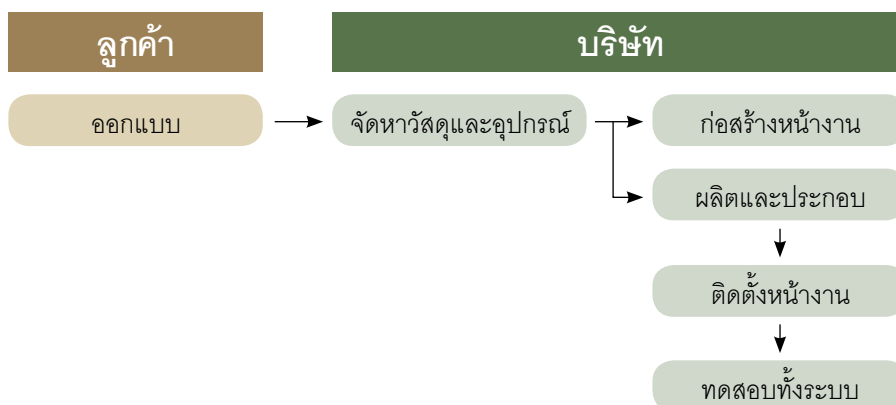 ลูกค้า
บริษัท
ออกแบบ
จัดหาวัสดุและอุปกรณ์
ก่อสร้างหน้างาน
ผลิตและประกอบ
ติดตั้งหน้างาน
ทดสอบทั้งระบบ